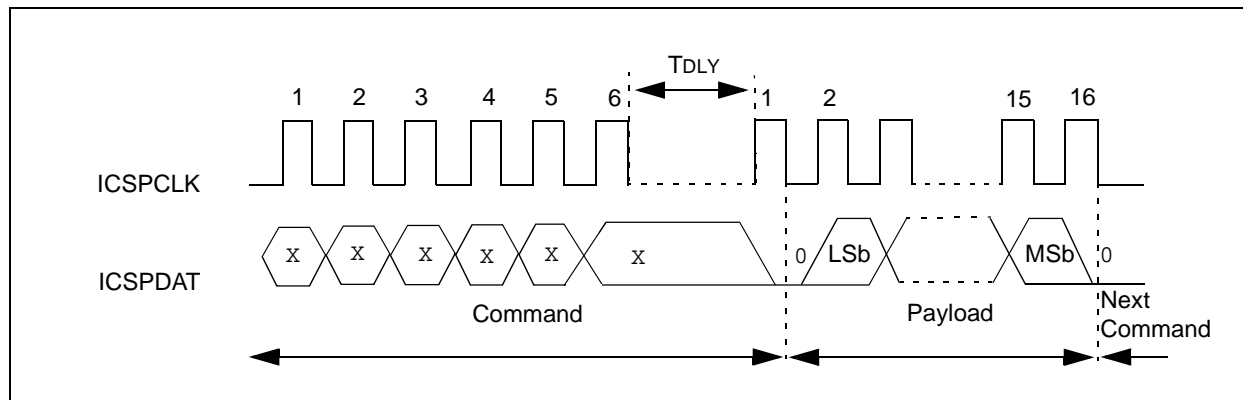 TDLY
1 2 3 4 5 6 1 2 15 16
ICSPCLK
x x x x x x 0 LSb MSb 0
ICSPDAT
Command Payload Next
Command